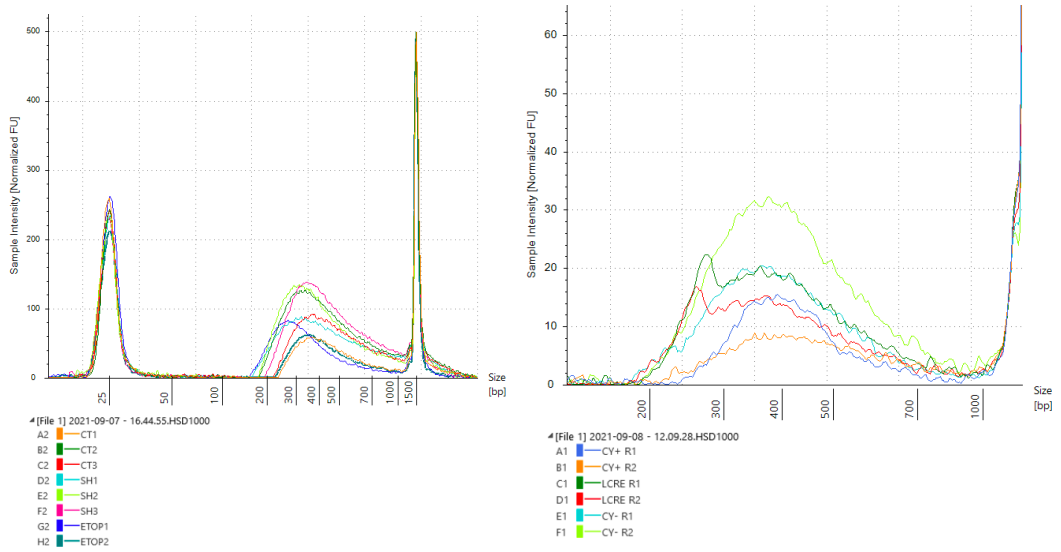 Sample Intensity [Normalized FU]
500
400
300
200
100
0
25
50
100
200
300
400
500
700
1000
1500
Size
[bp]
[File 1] 2021-09-07 - 16.44.55.HSD1000
A2 CT1
B2 CT2
C2 CT3
D2 SH1
E2 SH2
F2 SH3
G2 ETOP1
H2 ETOP2
Sample Intensity [Normalized FU]
60
50
40
30
20
10
0
200
300
400
500
700
1000
Size
[bp]
[File 1] 2021-09-08 - 12.09.28.HSD1000
A1 CY+ R1
B1 CY+ R2
C1 LCRE R1
D1 LCRE R2
E1 CY- R1
F1 CY- R2